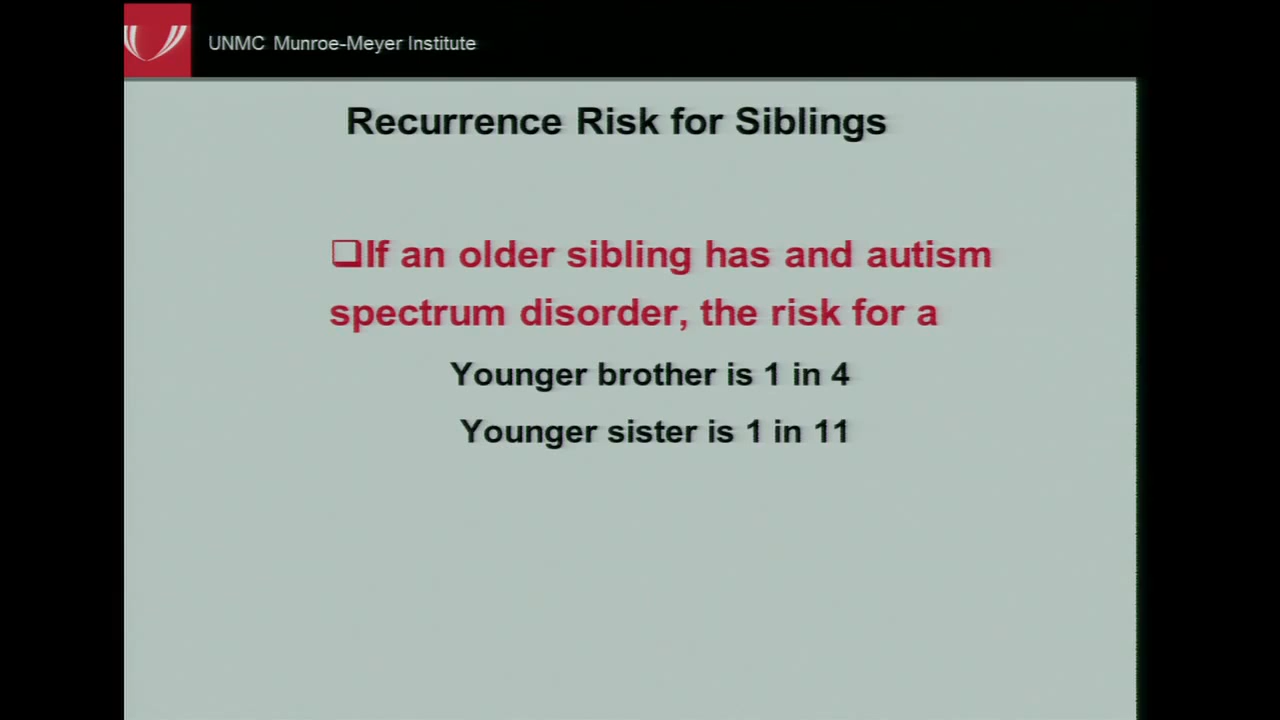 UNMC Munroe-Meyer Institute
Recurrence Risk for Siblings
❑If an older sibling has and autism
spectrum disorder, the risk for a
Younger brother is 1 in 4
Younger sister is 1 in 11